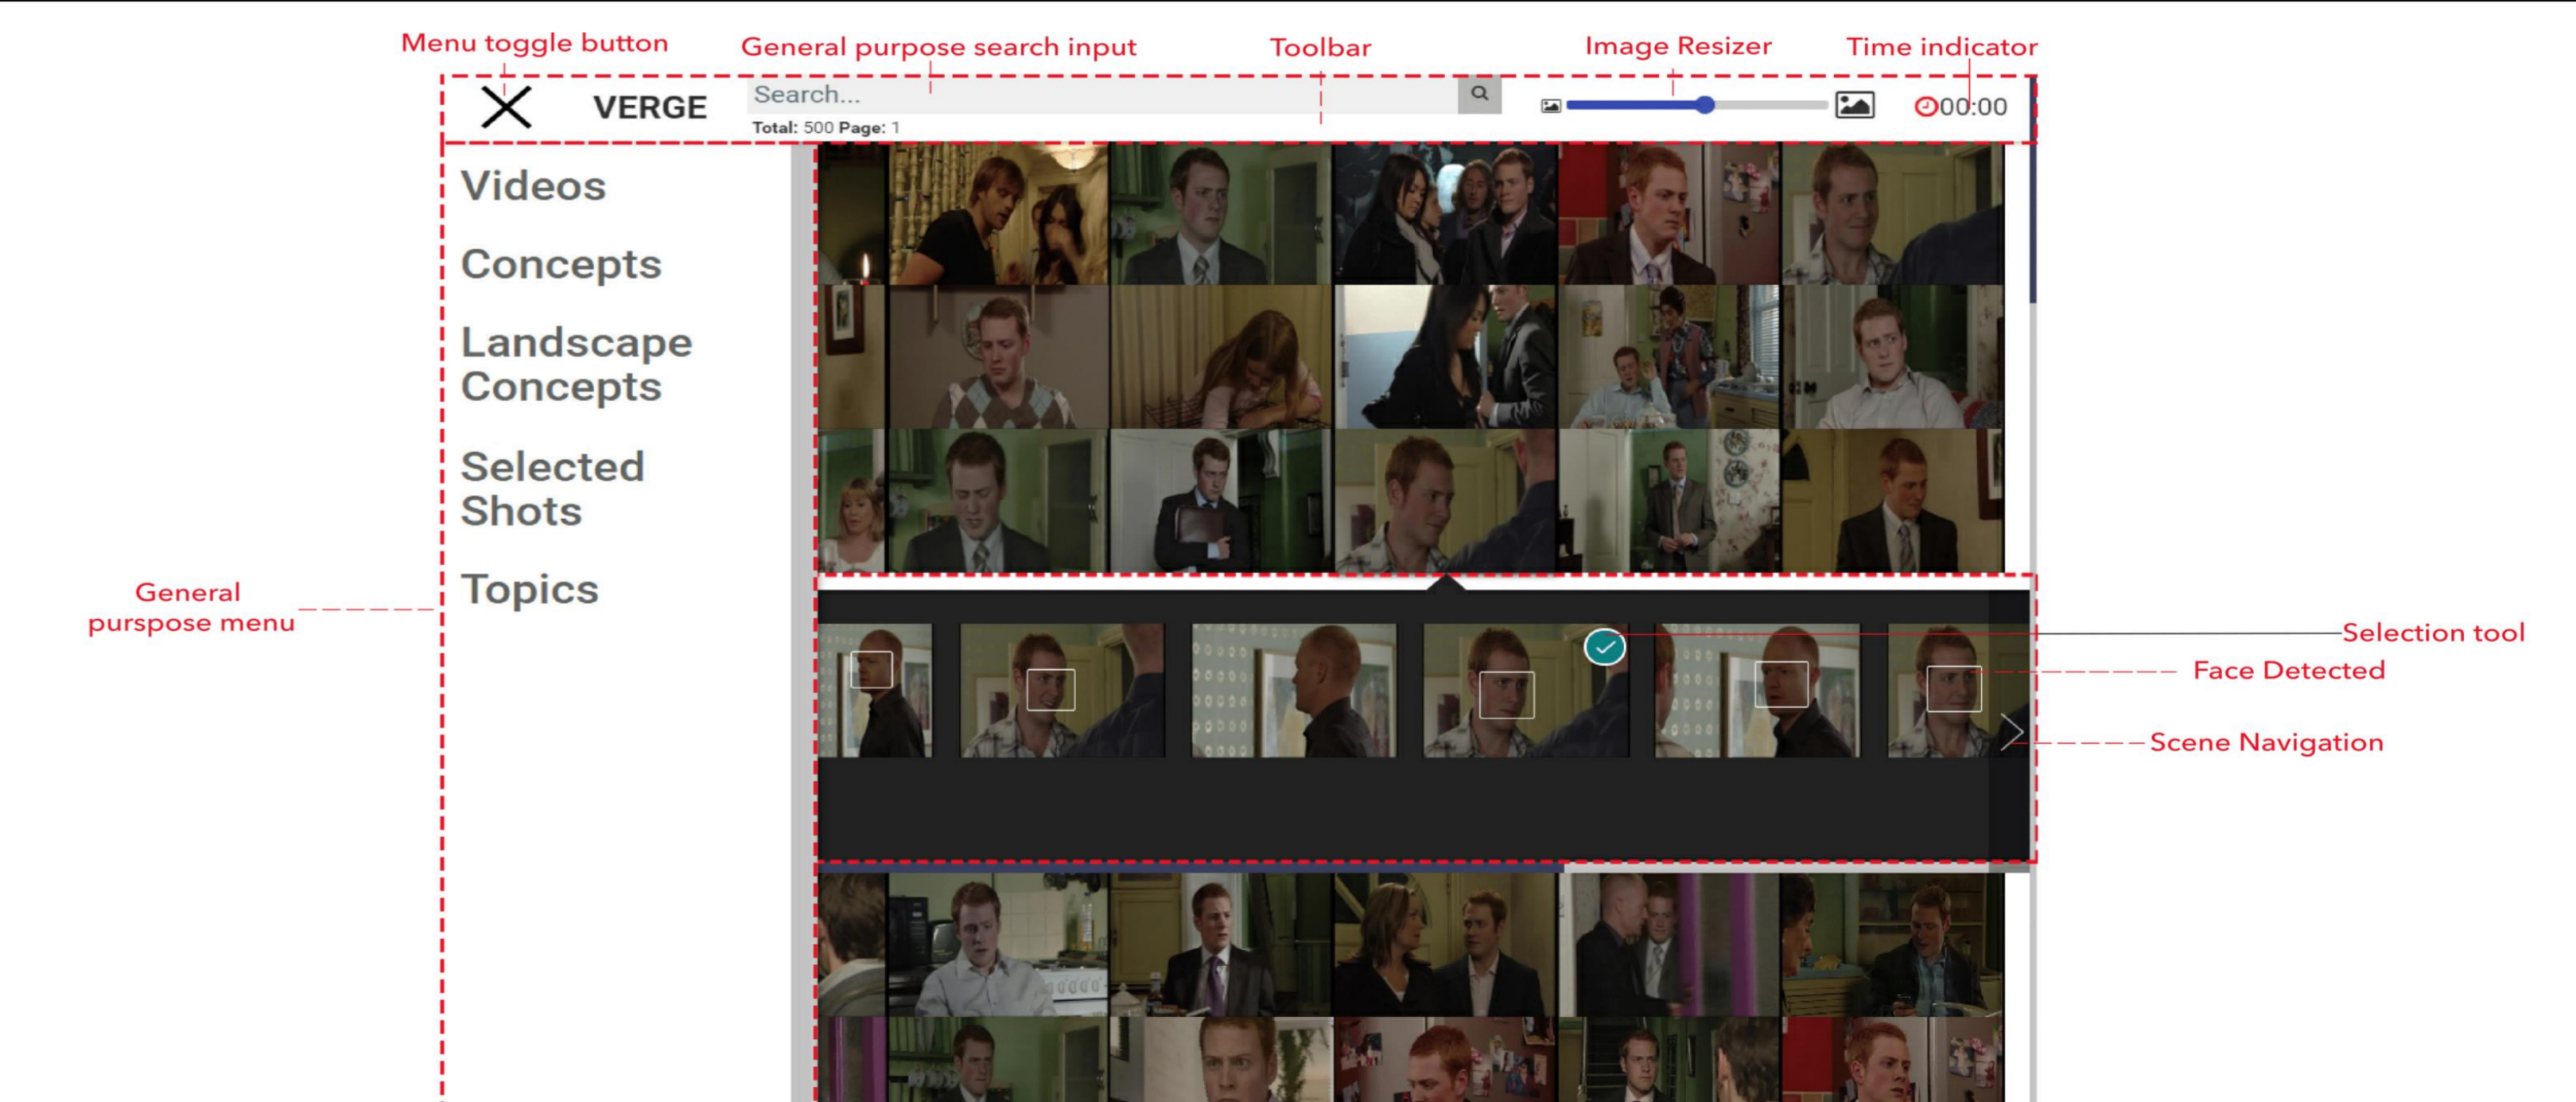 Menu toggle button
General purpose search input
Toolbar
Image Resizer
Time indicator
VERGE
Search...
00:00
Total: 500 Page: 1
Videos
Concepts
Landscape
Concepts
Selected
Shots
Topics
General
purspose menu
Selection tool
Face Detected
Scene Navigation